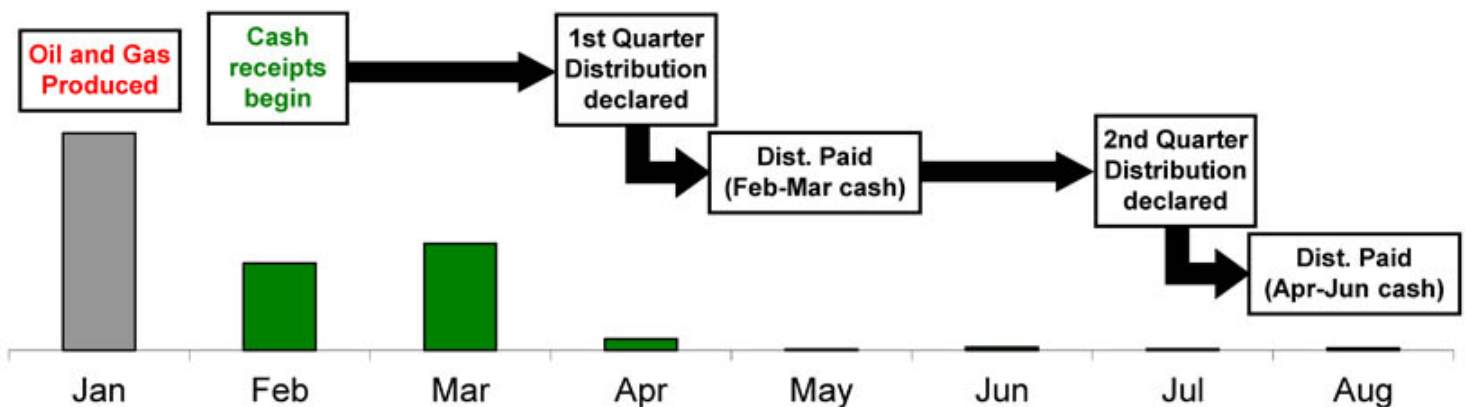 Oil and Gas
Produced
Cash
receipts
begin
1st Quarter
Distribution
declared
Dist. Paid
(Feb-Mar cash)
2nd Quarter
Distribution
declared
Dist. Paid
(Apr-Jun cash)
Jan Feb Mar Apr May Jun Jul Aug